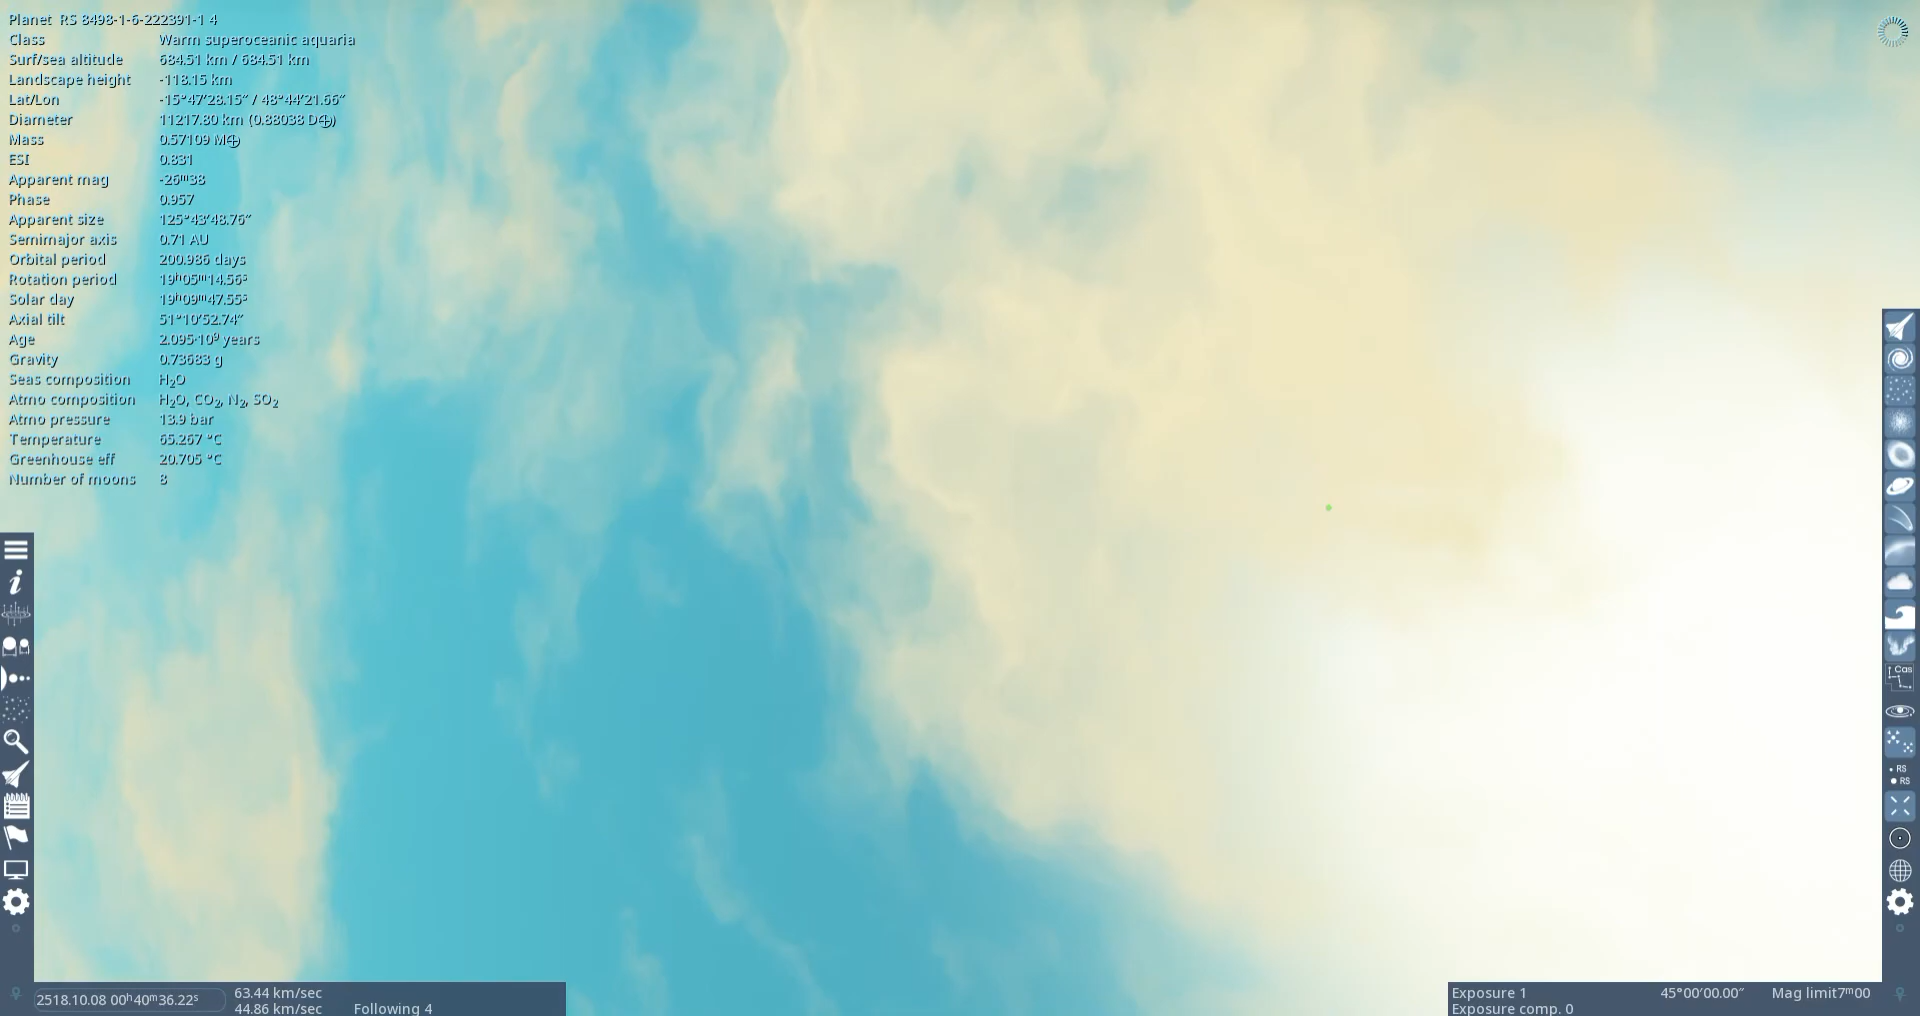 Planet RS 8498-1-6-222391-1 4
Class Warm superoceanic aquaria
Surf/sea altitude 684.51 km / 684.51 km
Landscape height -118.15 km
Lat/Lon -15°47′28.15″ / 48°44′21.66″
Diameter 11217.80 km (0.88038 D⊕)
Mass 0.57109 M⊕
ESI 0.831
Apparent mag -26ᵐ38
Phase 0.957
Apparent size 125°43′48.76″
Semimajor axis 0.71 AU
Orbital period 200.986 days
Rotation period 19ʰ05ᵐ14.56ˢ
Solar day 19ʰ09ᵐ47.55ˢ
Axial tilt 51°10′52.74″
Age 2.095·10⁹ years
Gravity 0.73683 g
Seas composition H₂O
Atmo composition H₂O, CO₂, N₂, SO₂
Atmo pressure 13.9 bar
Temperature 65.267 °C
Greenhouse eff 20.705 °C
Number of moons 8
Cas
RS
RS
2518.10.08 00ʰ40ᵐ36.22ˢ
63.44 km/sec
44.86 km/sec Following 4
Exposure 1 45°00′00.00″ Mag limit7ᵐ00
Exposure comp. 0